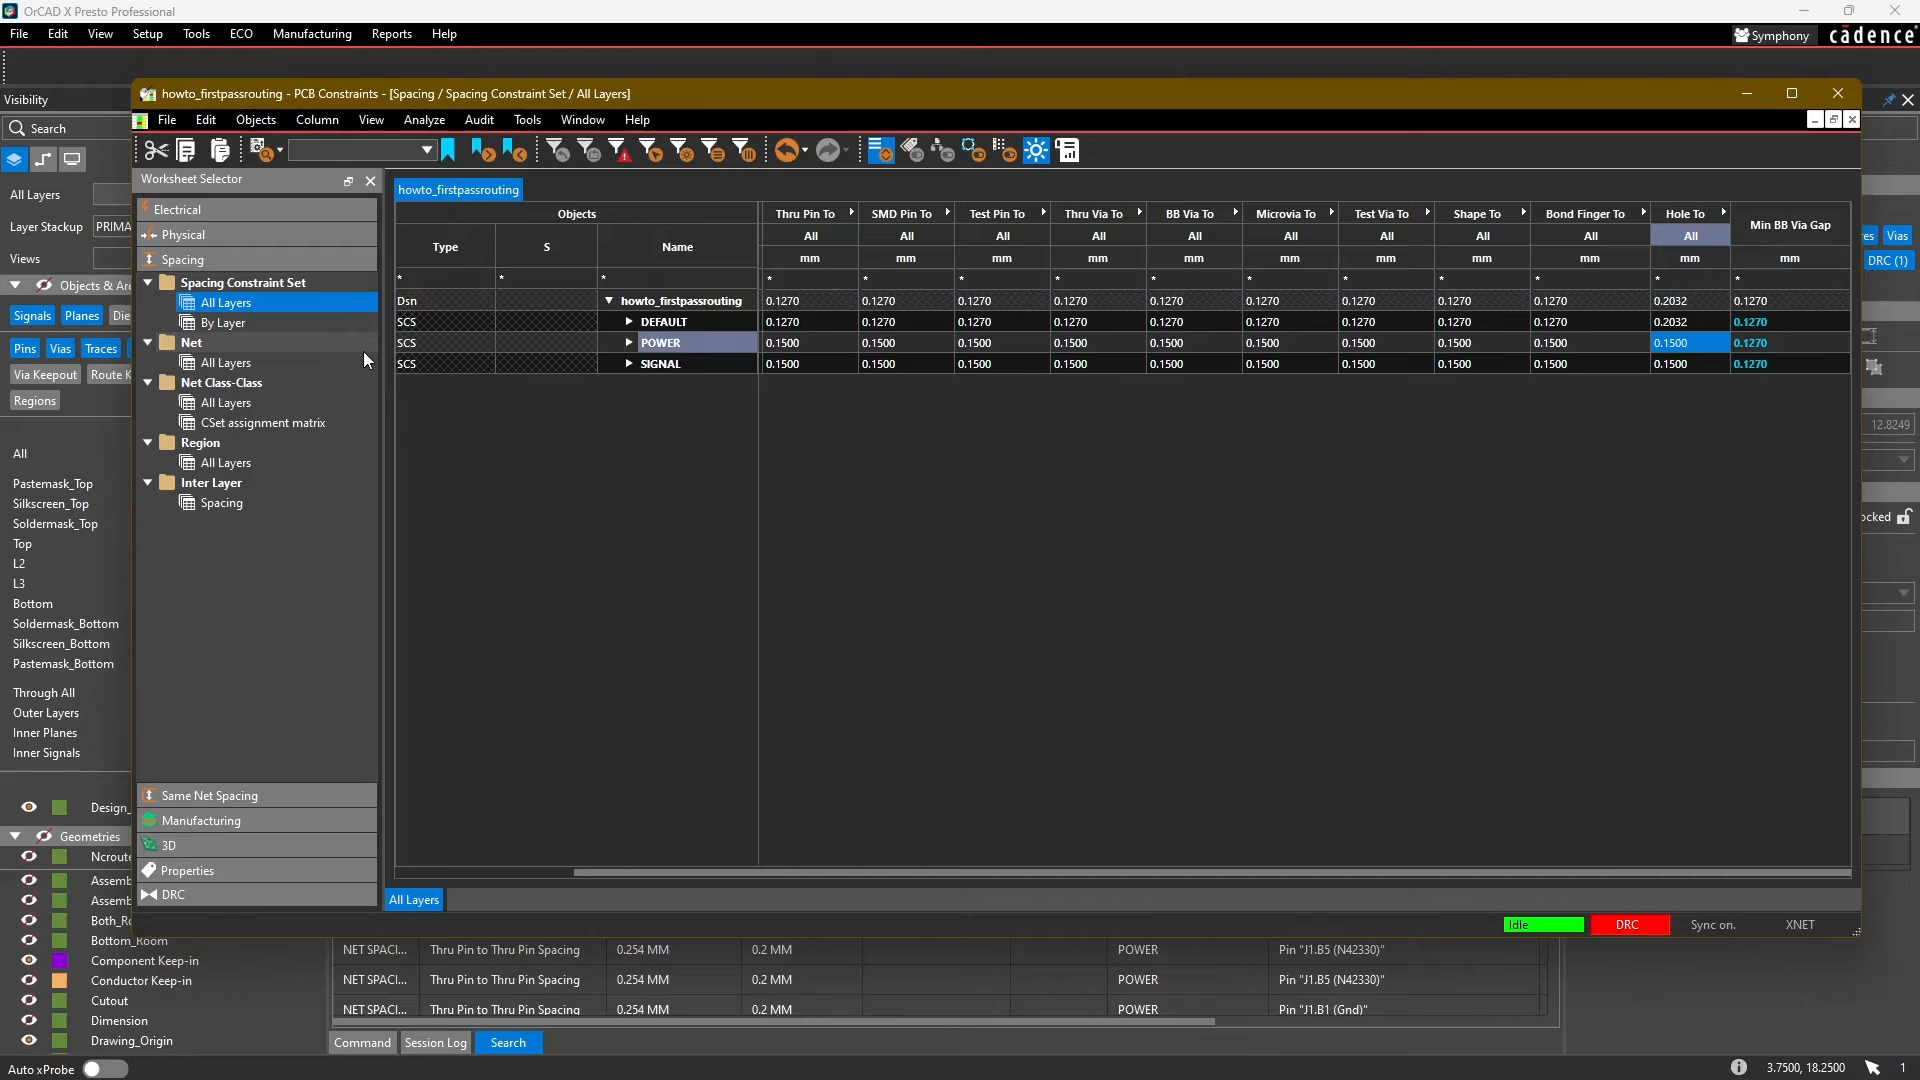 OrCAD X Presto Professional
File Edit View Setup Tools ECO Manufacturing Reports Help
Symphony cādence
Visibility
Search
All Layers
Layer Stackup PRIMA
Views
Objects & Are
Signals Planes Die
Pins Vias Traces
Via Keepout Route K
Regions
All
Pastemask_Top
Silkscreen_Top
Soldermask_Top
Top
L2
L3
Bottom
Soldermask_Bottom
Silkscreen_Bottom
Pastemask_Bottom
Through All
Outer Layers
Inner Planes
Inner Signals
Design_
Geometries
Ncroute
Assemb
Assemb
Both_Ro
Bottom_Room
Component Keep-in
Conductor Keep-in
Cutout
Dimension
Drawing_Origin
Auto xProbe
howto_firstpassrouting - PCB Constraints - [Spacing / Spacing Constraint Set / All Layers]
File Edit Objects Column View Analyze Audit Tools Window Help
Worksheet Selector
Electrical
Physical
Spacing
Spacing Constraint Set
All Layers
By Layer
Net
All Layers
Net Class-Class
All Layers
CSet assignment matrix
Region
All Layers
Inter Layer
Spacing
Same Net Spacing
Manufacturing
3D
Properties
DRC
howto_firstpassrouting
Objects Thru Pin To SMD Pin To Test Pin To Thru Via To BB Via To Microvia To Test Via To Shape To Bond Finger To Hole To Min BB Via Gap
Type S Name All All All All All All All All All All
mm mm mm mm mm mm mm mm mm mm mm
* * * * * * * * * * * * * *
Dsn howto_firstpassrouting 0.1270 0.1270 0.1270 0.1270 0.1270 0.1270 0.1270 0.1270 0.1270 0.2032 0.1270
SCS DEFAULT 0.1270 0.1270 0.1270 0.1270 0.1270 0.1270 0.1270 0.1270 0.1270 0.2032 0.1270
SCS POWER 0.1500 0.1500 0.1500 0.1500 0.1500 0.1500 0.1500 0.1500 0.1500 0.1500 0.1270
SCS SIGNAL 0.1500 0.1500 0.1500 0.1500 0.1500 0.1500 0.1500 0.1500 0.1500 0.1500 0.1270
All Layers
Idle DRC Sync on. XNET
NET SPACI... Thru Pin to Thru Pin Spacing 0.254 MM 0.2 MM POWER Pin "J1.B5 (N42330)"
NET SPACI... Thru Pin to Thru Pin Spacing 0.254 MM 0.2 MM POWER Pin "J1.B5 (N42330)"
NET SPACI... Thru Pin to Thru Pin Spacing 0.254 MM 0.2 MM POWER Pin "J1.B1 (Gnd)"
Command Session Log Search
es Vias
DRC (1)
12.8249
ocked
3.7500, 18.2500 1